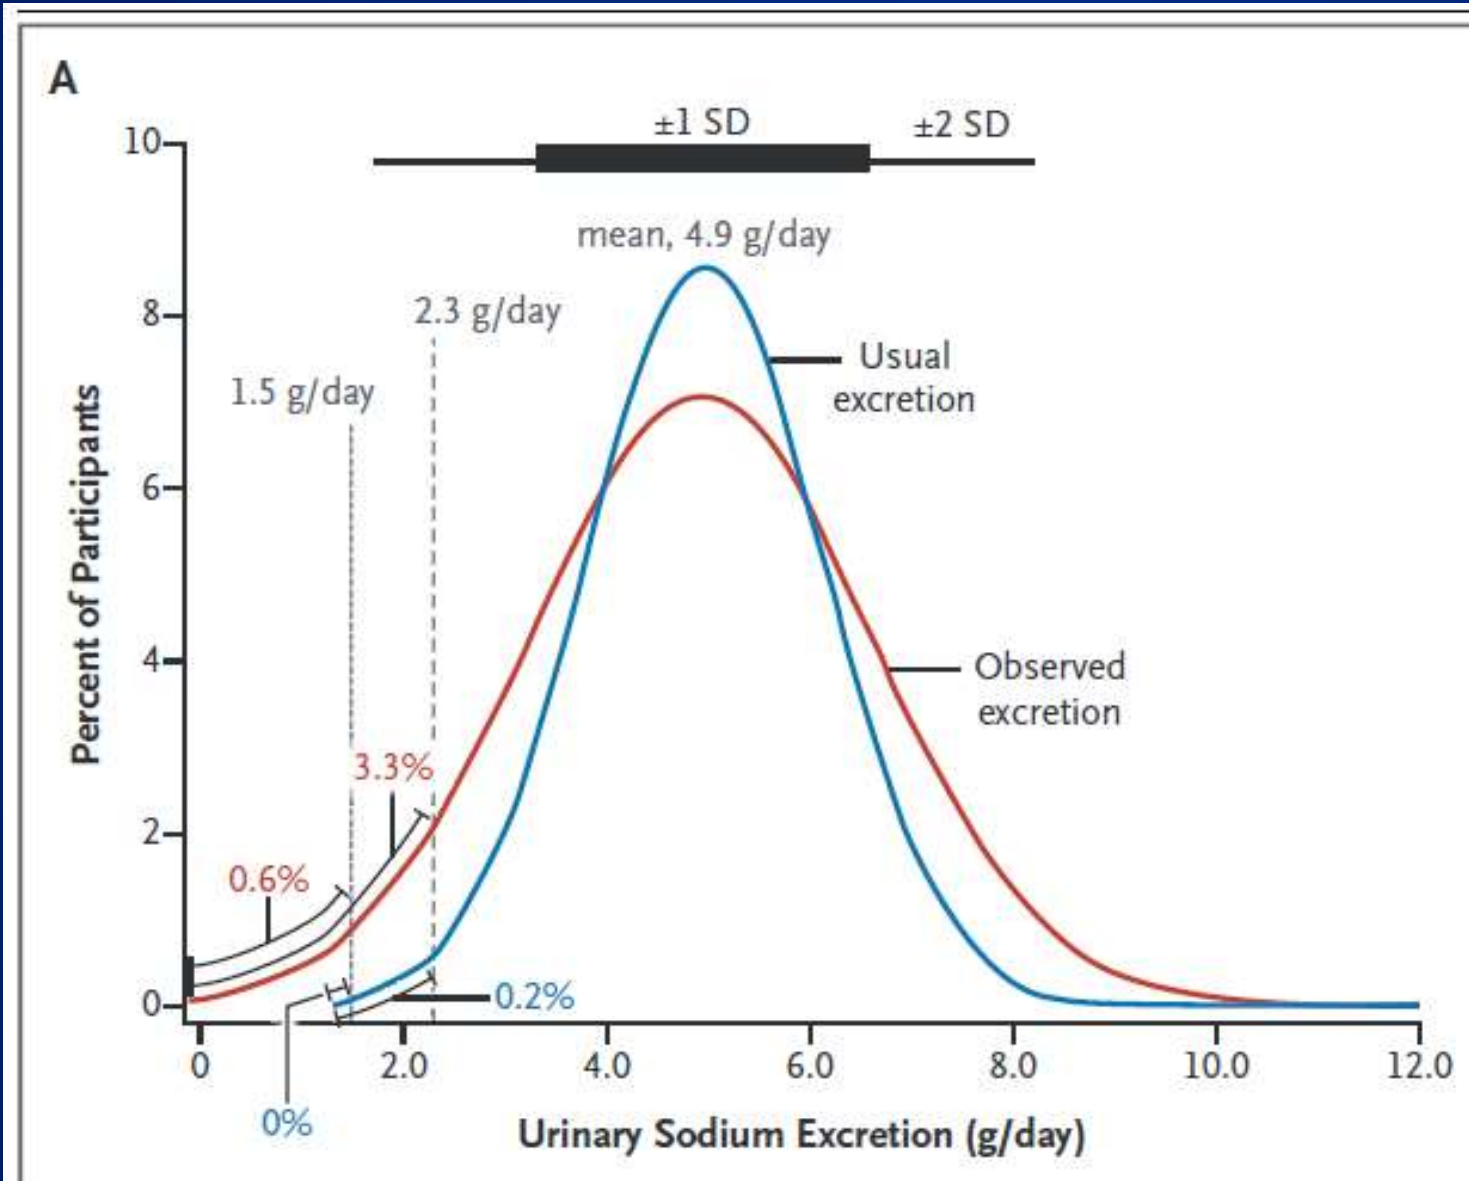 A
±1 SD
±2 SD
10
mean, 4.9 g/day
2.3 g/day
8
Usual
excretion
1.5 g/day
6
Percent of Participants
4
Observed
excretion
3.3%
2
0.6%
0.2%
0
0
2.0
4.0
6.0
8.0
10.0
12.0
0%
Urinary Sodium Excretion (g/day)